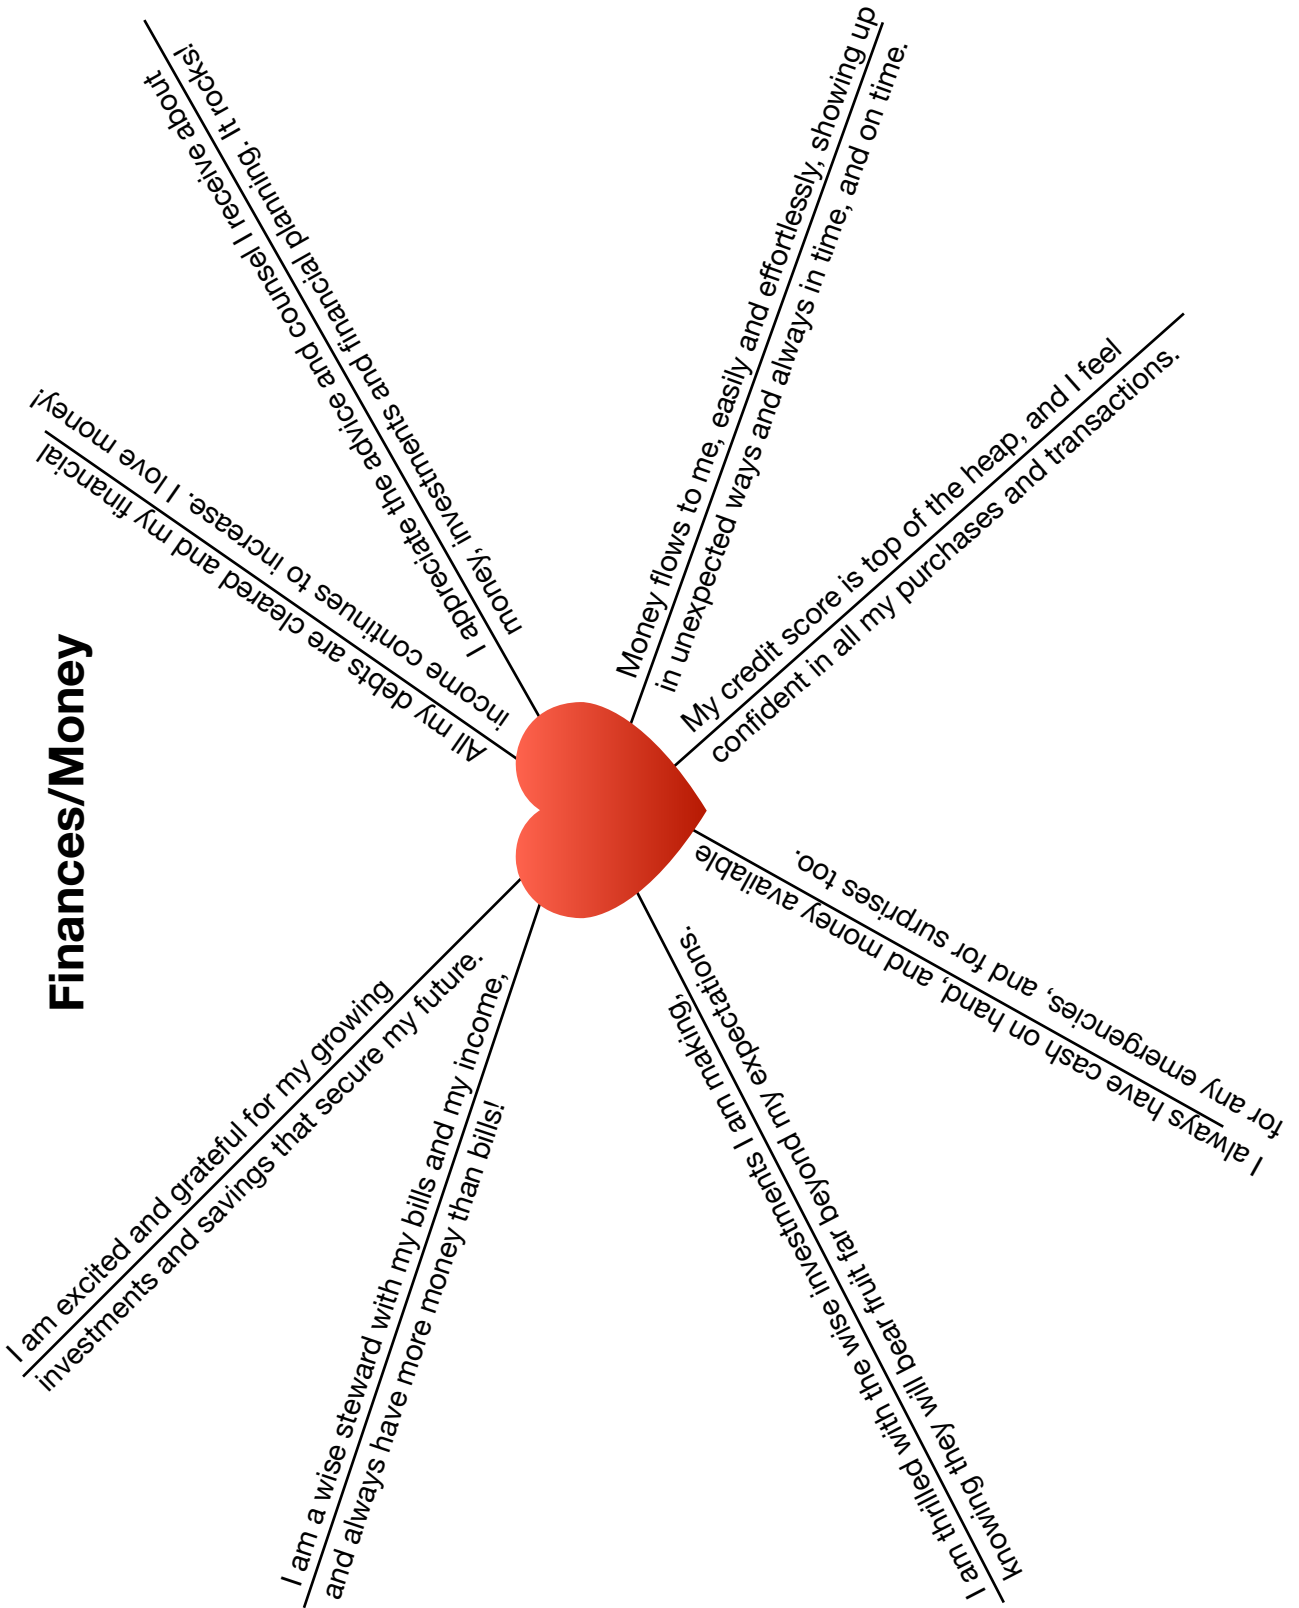 Finances/Money
I am excited and grateful for my growing
investments and savings that secure my future.
I am a wise steward with my bills and my income,
and always have more money than bills!
I am thrilled with the wise investments I am making,
knowing they will bear fruit far beyond my expectations.
I always have cash on hand, and money available
for any emergencies, and for surprises too.
All my debts are cleared and my financial
income continues to increase. I love money!
I appreciate the advice and counsel I receive about
money, investments and financial planning. It rocks!
Money flows to me, easily and effortlessly, showing up
in unexpected ways and always in time, and on time.
My credit score is top of the heap, and I feel
confident in all my purchases and transactions.